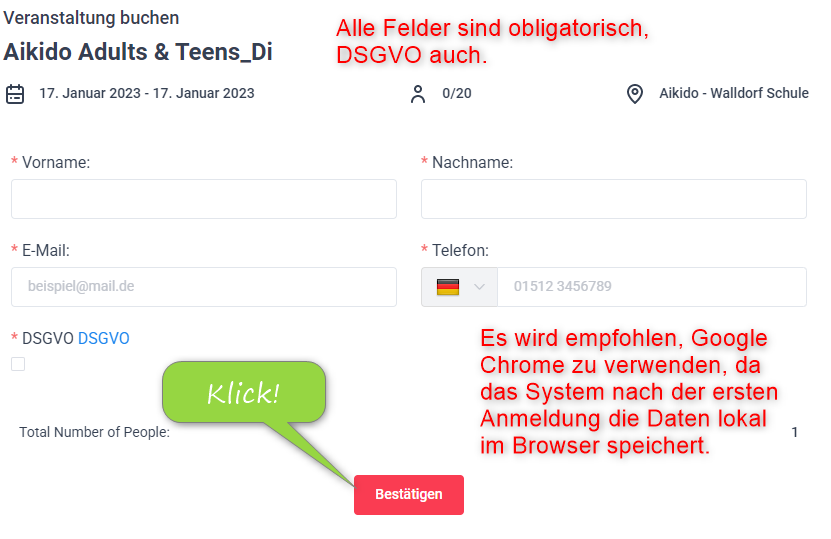 Veranstaltung buchen
Alle Felder sind obligatorisch,
DSGVO auch.
Aikido Adults & Teens_Di
17. Januar 2023 - 17. Januar 2023
0/20
Aikido - Walldorf Schule
* Vorname:
* Nachname:
* E-Mail:
* Telefon:
beispiel@mail.de
01512 3456789
* DSGVO DSGVO
Es wird empfohlen, Google
Chrome zu verwenden, da
das System nach der ersten
Anmeldung die Daten lokal
im Browser speichert.
Klick!
Total Number of People:
1
Bestätigen